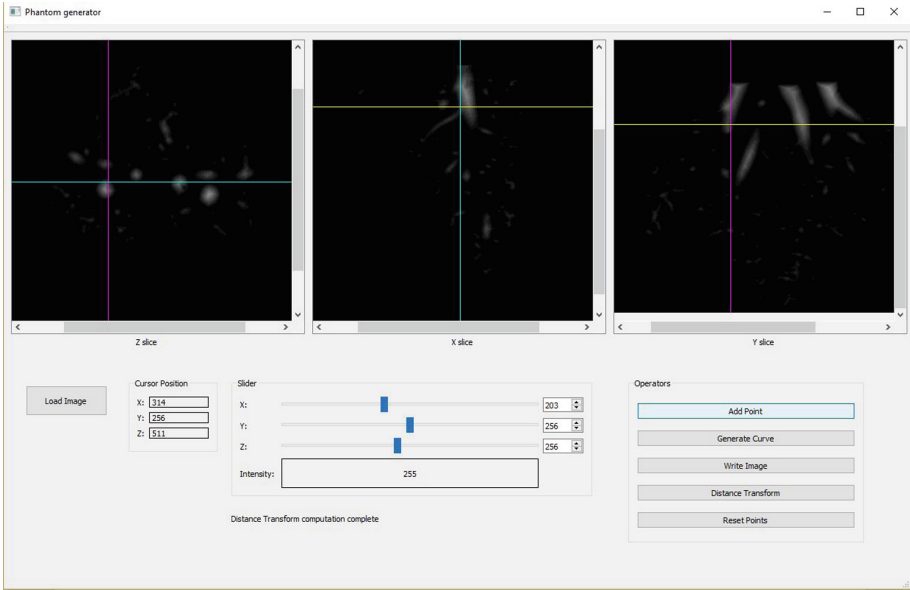 Phantom generator
Z slice
X slice
Y slice
Load Image
Cursor Position
X: 314
Y: 256
Z: 511
Slider
X: 203
Y: 256
Z: 256
Intensity: 255
Distance Transform computation complete
Operators
Add Point
Generate Curve
Write Image
Distance Transform
Reset Points